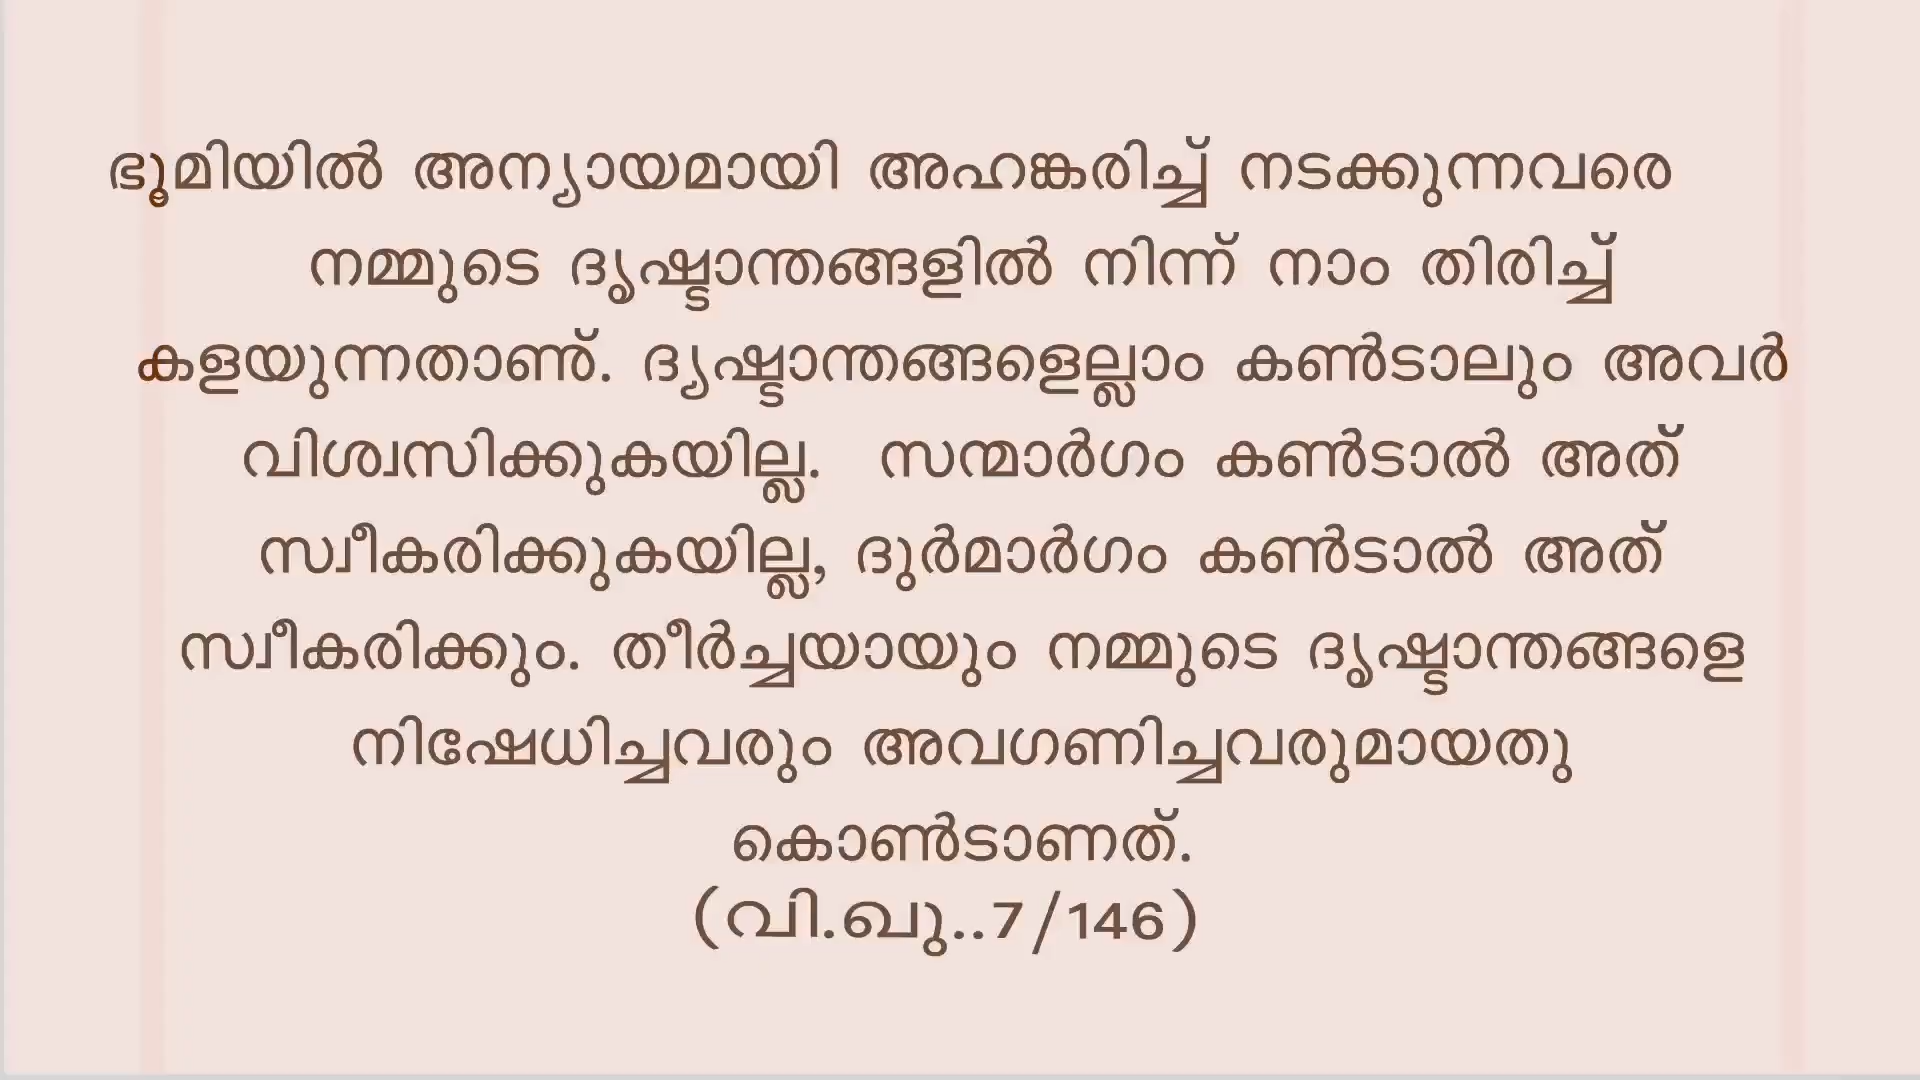 ഭൂമിയിൽ അന്യായമായി അഹങ്കരിച്ച് നടക്കുന്നവരെ
നമ്മുടെ ദൃഷ്ടാന്തങ്ങളിൽ നിന്ന് നാം തിരിച്ച്
കളയുന്നതാണു്. ദ്യഷ്ടാന്തങ്ങളെല്ലാം കൺടാലും അവർ
വിശ്വസിക്കുകയില്ല. സന്മാർഗം കൺടാൽ അത്
സ്വീകരിക്കുകയില്ല, ദുർമാർഗം കൺടാൽ അത്
സ്വീകരിക്കും. തീർച്ചയായും നമ്മുടെ ദൃഷ്ടാന്തങ്ങളെ
നിഷേധിച്ചവരും അവഗണിച്ചവരുമായതു
കൊൺടാണത്.
(വി.ഖു..7/146)